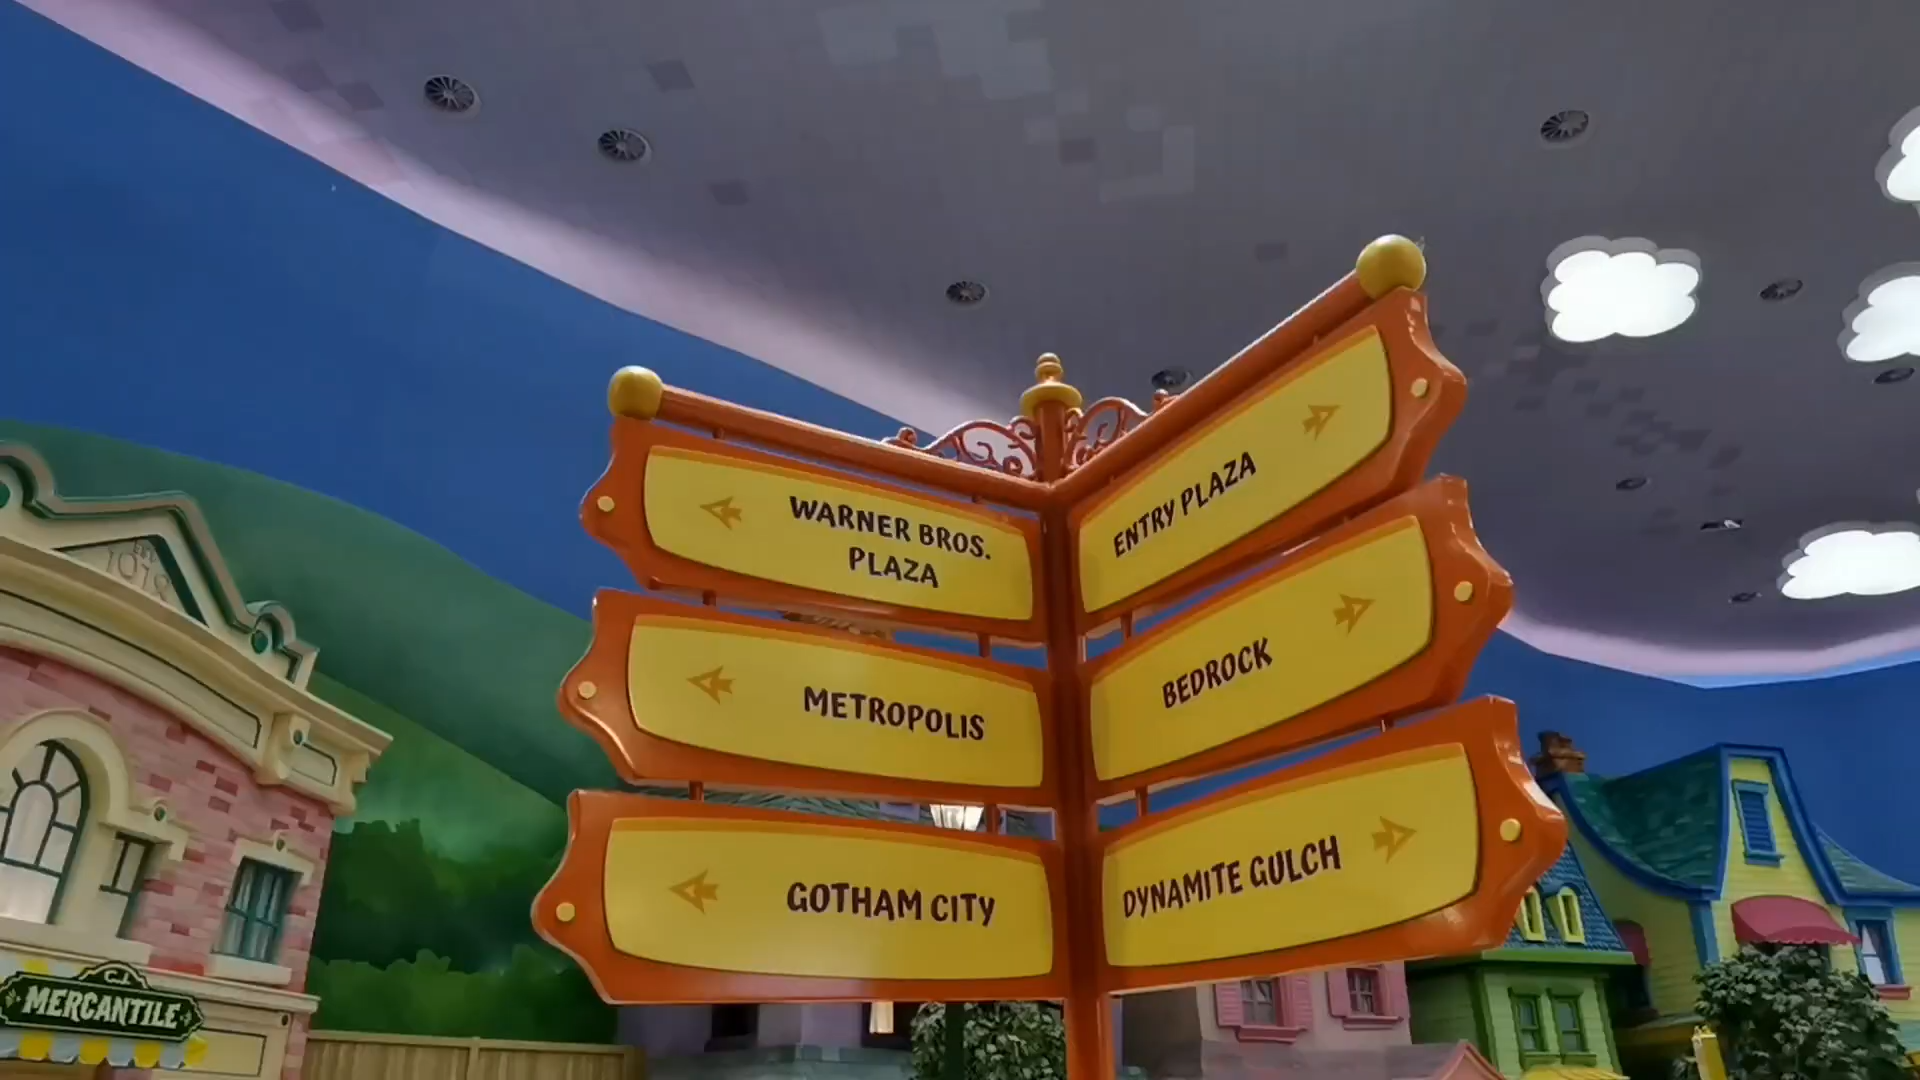 WARNER BROS.
PLAZA
METROPOLIS
GOTHAM CITY
ENTRY PLAZA
BEDROCK
DYNAMITE GULCH
C.J.
MERCANTILE